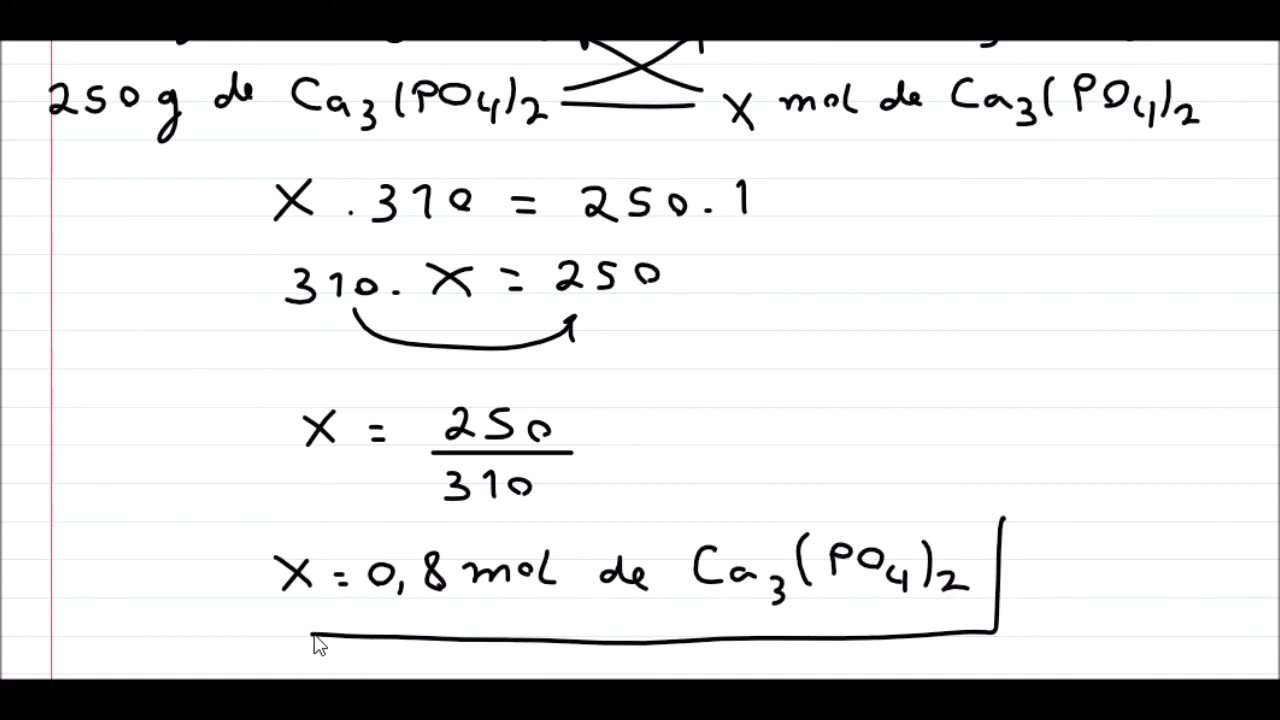 250 g de Ca3(PO4)2 X mol de Ca3(PO4)2
X . 310 = 250 . 1
310 . X = 250
X = 250
310
X = 0,8 mol de Ca3(PO4)2